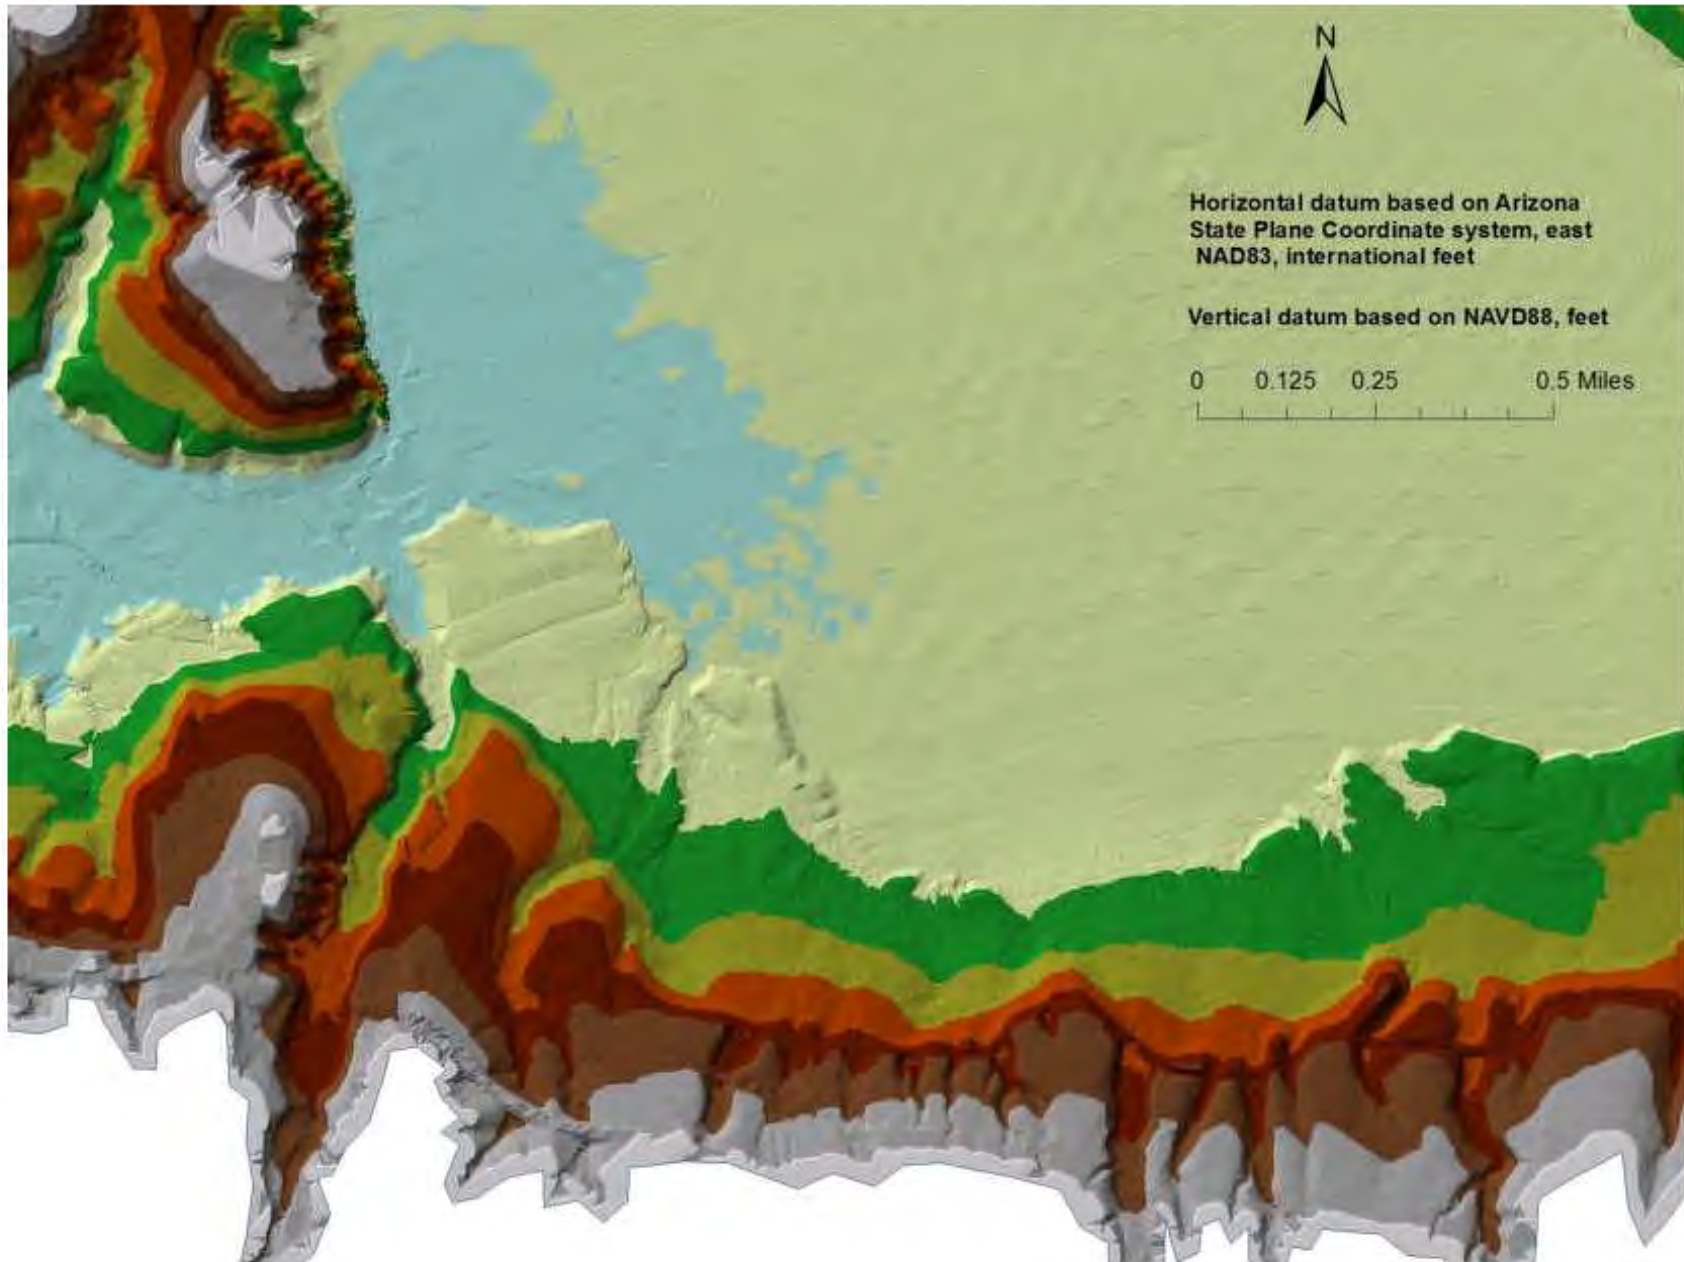 N
Horizontal datum based on Arizona
State Plane Coordinate system, east
NAD83, international feet
Vertical datum based on NAVD88, feet
0 0.125 0.25 0.5 Miles